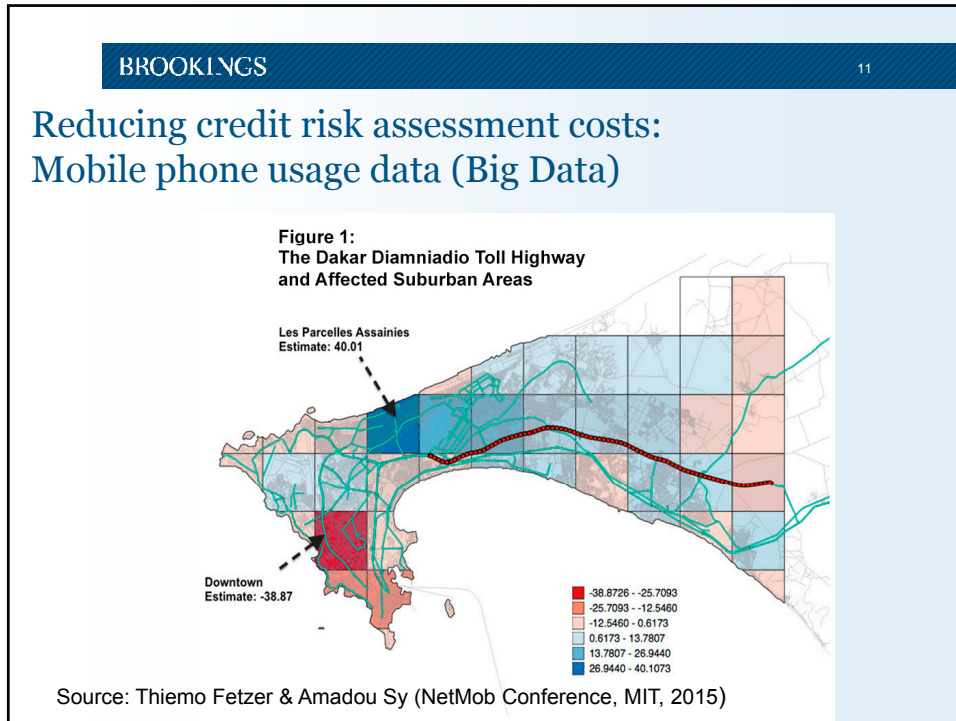 BROOKINGS
11
Reducing credit risk assessment costs:
Mobile phone usage data (Big Data)
Figure 1:
The Dakar Diamniadio Toll Highway
and Affected Suburban Areas
Les Parcelles Assainies
Estimate: 40.01
Downtown
Estimate: -38.87
-38.8726 - -25.7093
-25.7093 - -12.5460
-12.5460 - 0.6173
0.6173 - 13.7807
13.7807 - 26.9440
26.9440 - 40.1073
Source: Thiemo Fetzer & Amadou Sy (NetMob Conference, MIT, 2015)